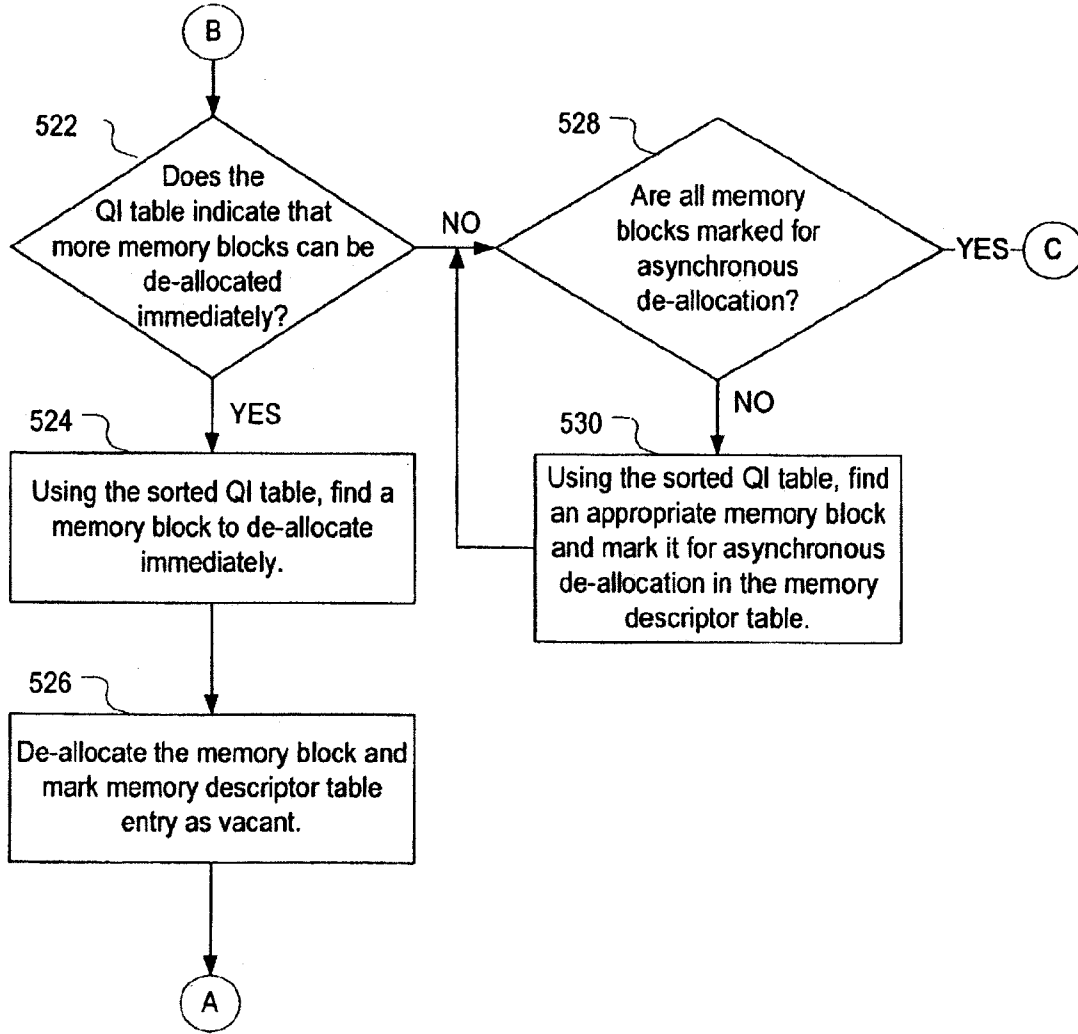 B
522
Does the
QI table indicate that
more memory blocks can be
de-allocated
immediately?
NO
528
Are all memory
blocks marked for
asynchronous
de-allocation?
YES
C
YES
524
Using the sorted QI table, find a
memory block to de-allocate
immediately.
NO
530
Using the sorted QI table, find
an appropriate memory block
and mark it for asynchronous
de-allocation in the memory
descriptor table.
526
De-allocate the memory block and
mark memory descriptor table
entry as vacant.
A